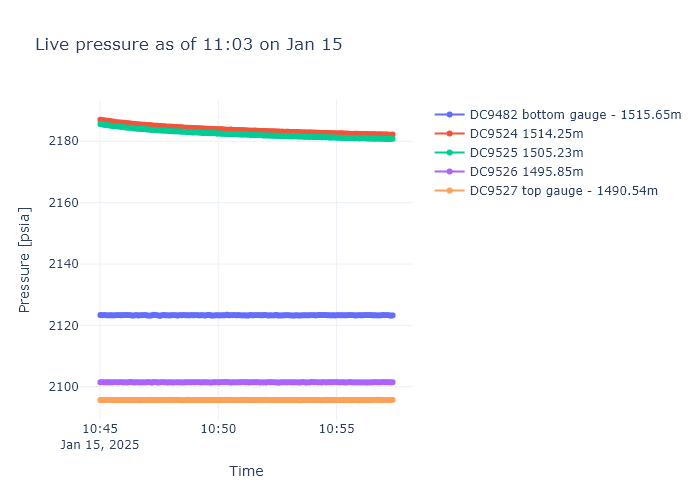 Live pressure as of 11:03 on Jan 15
DC9482 bottom gauge - 1515.65m
DC9524 1514.25m
DC9525 1505.23m
DC9526 1495.85m
DC9527 top gauge - 1490.54m
Pressure [psia]
2180
2160
2140
2120
2100
10:45
Jan 15, 2025
10:50
10:55
Time